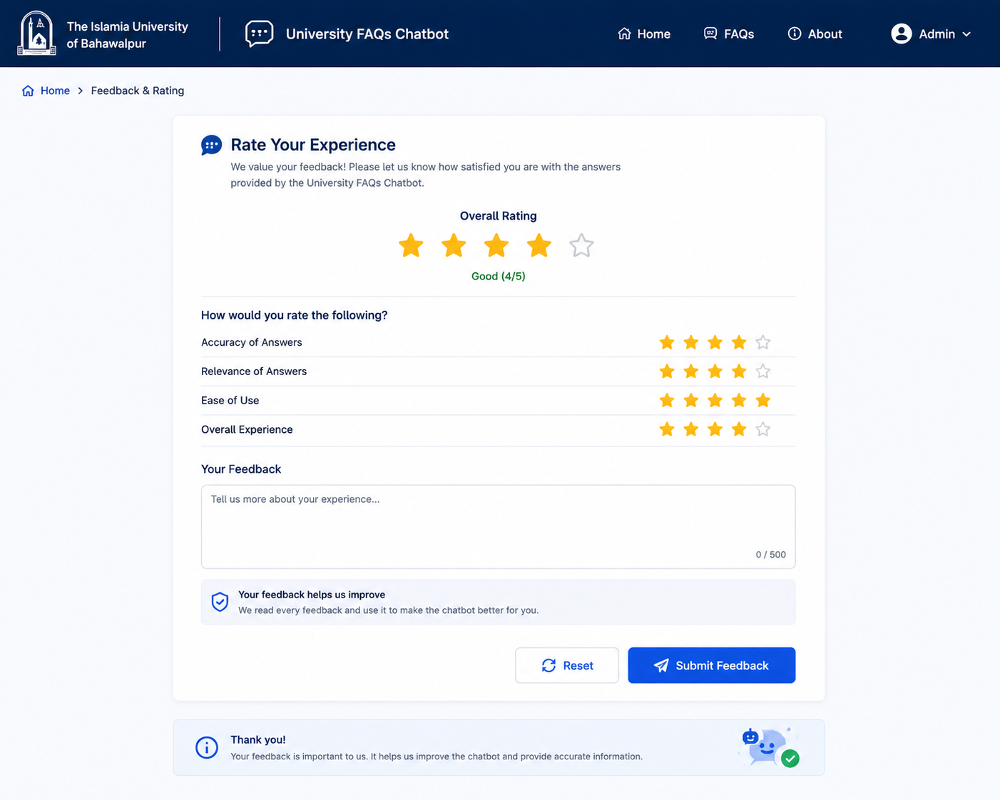 The Islamia University
of Bahawalpur
University FAQs Chatbot
Home
FAQs
About
Admin
Home > Feedback & Rating
Rate Your Experience
We value your feedback! Please let us know how satisfied you are with the answers
provided by the University FAQs Chatbot.
Overall Rating
Good (4/5)
How would you rate the following?
Accuracy of Answers
Relevance of Answers
Ease of Use
Overall Experience
Your Feedback
Tell us more about your experience...
0 / 500
Your feedback helps us improve
We read every feedback and use it to make the chatbot better for you.
Reset
Submit Feedback
Thank you!
Your feedback is important to us. It helps us improve the chatbot and provide accurate information.